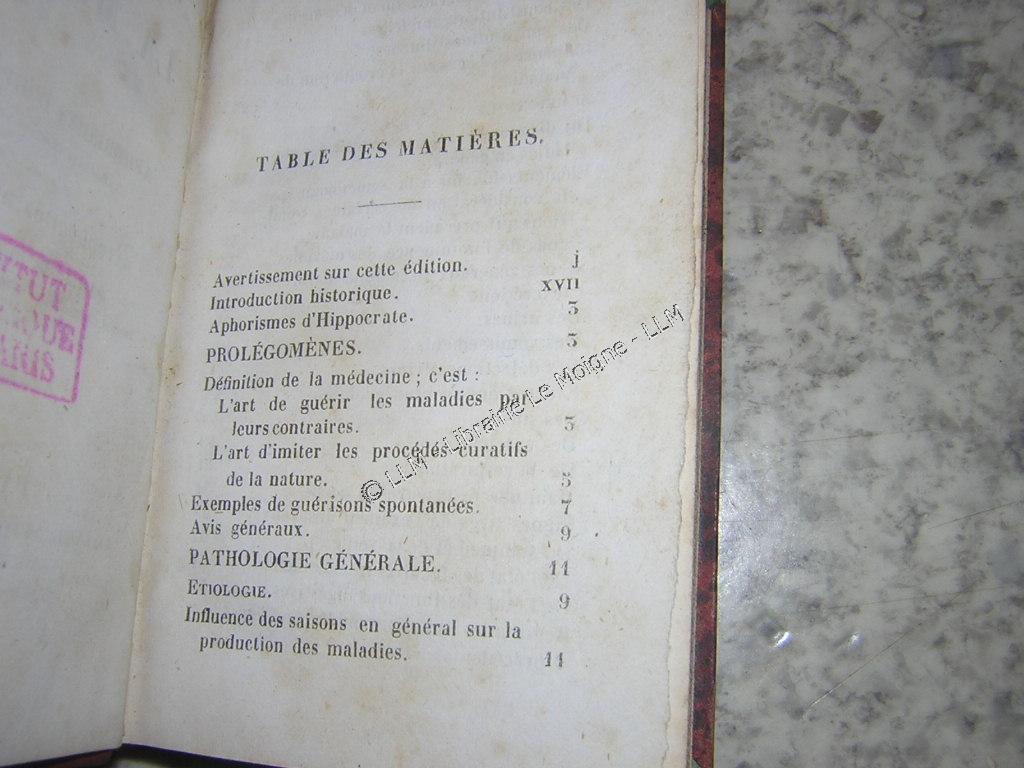 TABLE DES MATIÈRES.
Avertissement sur cette édition. j
Introduction historique. XVII
Aphorismes d'Hippocrate. 3
PROLÉGOMÈNES. 3
Définition de la médecine ; c'est :
L'art de guérir les maladies par
leurs contraires. 3
L'art d'imiter les procédés curatifs
de la nature. 5
Exemples de guérisons spontanées. 7
Avis généraux. 9
PATHOLOGIE GÉNÉRALE. 11
ETIOLOGIE. 9
Influence des saisons en général sur la
production des maladies. 11
© LLM - Librairie Le Moigne - LLM
TUT
QUE
ARIS